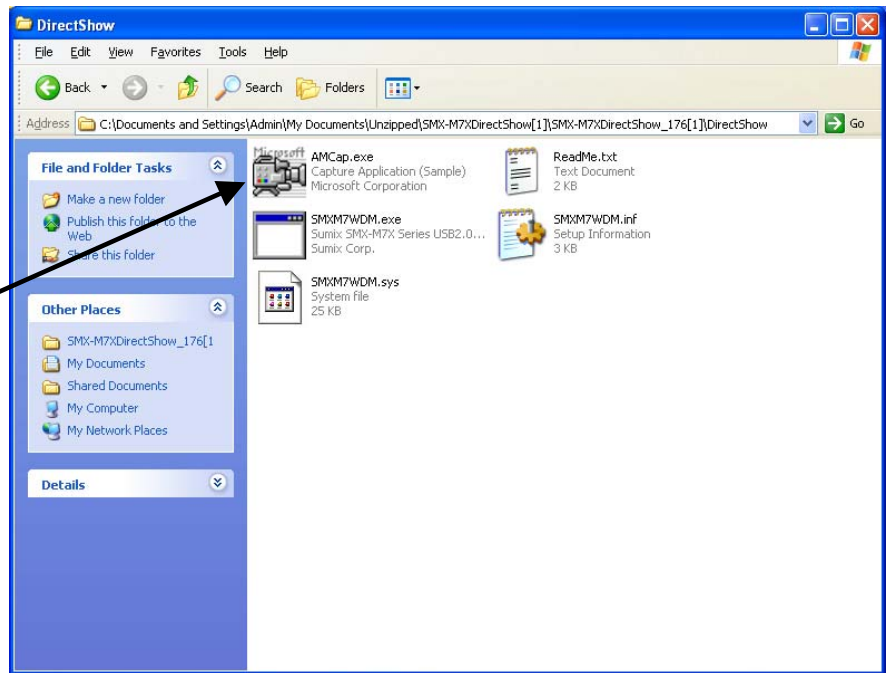 DirectShow
File Edit View Favorites Tools Help
Back Search Folders
Address C:\Documents and Settings\Admin\My Documents\Unzipped\SMX-M7XDirectShow[1]\SMX-M7XDirectShow_176[1]\DirectShow Go
File and Folder Tasks
Make a new folder
Publish this folder to the
Web
Share this folder
Other Places
SMX-M7XDirectShow_176[1
My Documents
Shared Documents
My Computer
My Network Places
Details
Microsoft
AMCap.exe
Capture Application (Sample)
Microsoft Corporation
ReadMe.txt
Text Document
2 KB
SMXM7WDM.exe
Sumix SMX-M7X Series USB2.0...
Sumix Corp.
SMXM7WDM.inf
Setup Information
3 KB
SMXM7WDM.sys
System file
25 KB